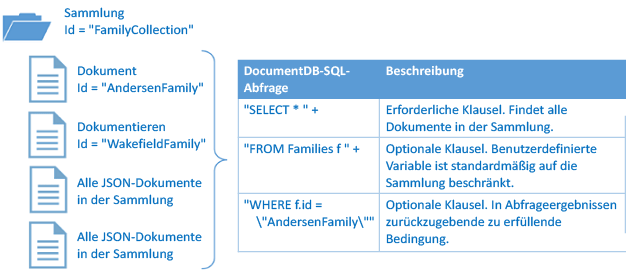 Sammlung
Id = "FamilyCollection"
Dokument
Id = "AndersenFamily"
Dokumentieren
Id = "WakefieldFamily"
Alle JSON-Dokumente
in der Sammlung
Alle JSON-Dokumente
in der Sammlung
DocumentDB-SQL-
Abfrage
Beschreibung
"SELECT * " +
Erforderliche Klausel. Findet alle
Dokumente in der Sammlung.
"FROM Families f " +
Optionale Klausel. Benutzerdefinierte
Variable ist standardmäßig auf die
Sammlung beschränkt.
"WHERE f.id =
\"AndersenFamily\""
Optionale Klausel. In Abfrageergebnissen
zurückzugebende zu erfüllende
Bedingung.